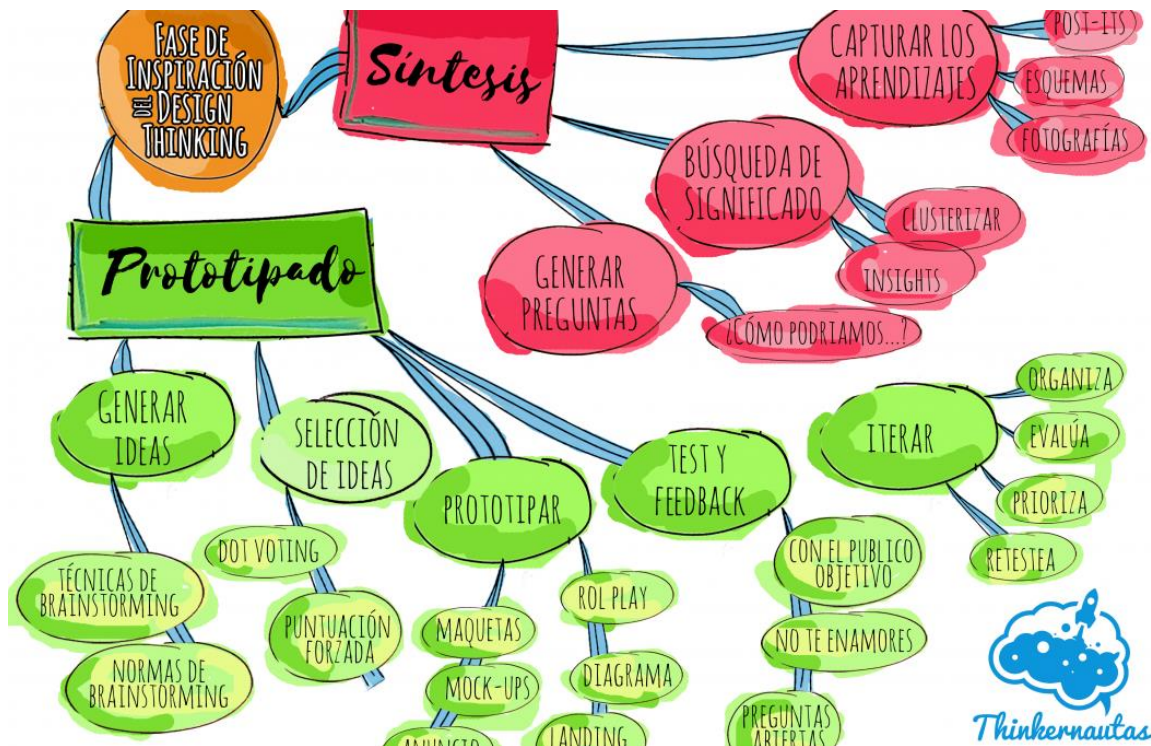 FASE DE
INSPIRACIÓN
DEL DESIGN
THINKING
Síntesis
CAPTURAR LOS
APRENDIZAJES
POST-ITS
ESQUEMAS
FOTOGRAFÍAS
BÚSQUEDA DE
SIGNIFICADO
CLUSTERIZAR
INSIGHTS
GENERAR
PREGUNTAS
¿CÓMO PODRIAMOS...?
Prototipado
GENERAR
IDEAS
TÉCNICAS DE
BRAINSTORMING
NORMAS DE
BRAINSTORMING
SELECCIÓN
DE IDEAS
DOT VOTING
PUNTUACIÓN
FORZADA
PROTOTIPAR
MAQUETAS
MOCK-UPS
ANUNCIO
ROL PLAY
DIAGRAMA
LANDING
TEST Y
FEEDBACK
CON EL PUBLICO
OBJETIVO
NO TE ENAMORES
PREGUNTAS
ABIERTAS
ITERAR
ORGANIZA
EVALÚA
PRIORIZA
RETESTEA
Thinkernautas